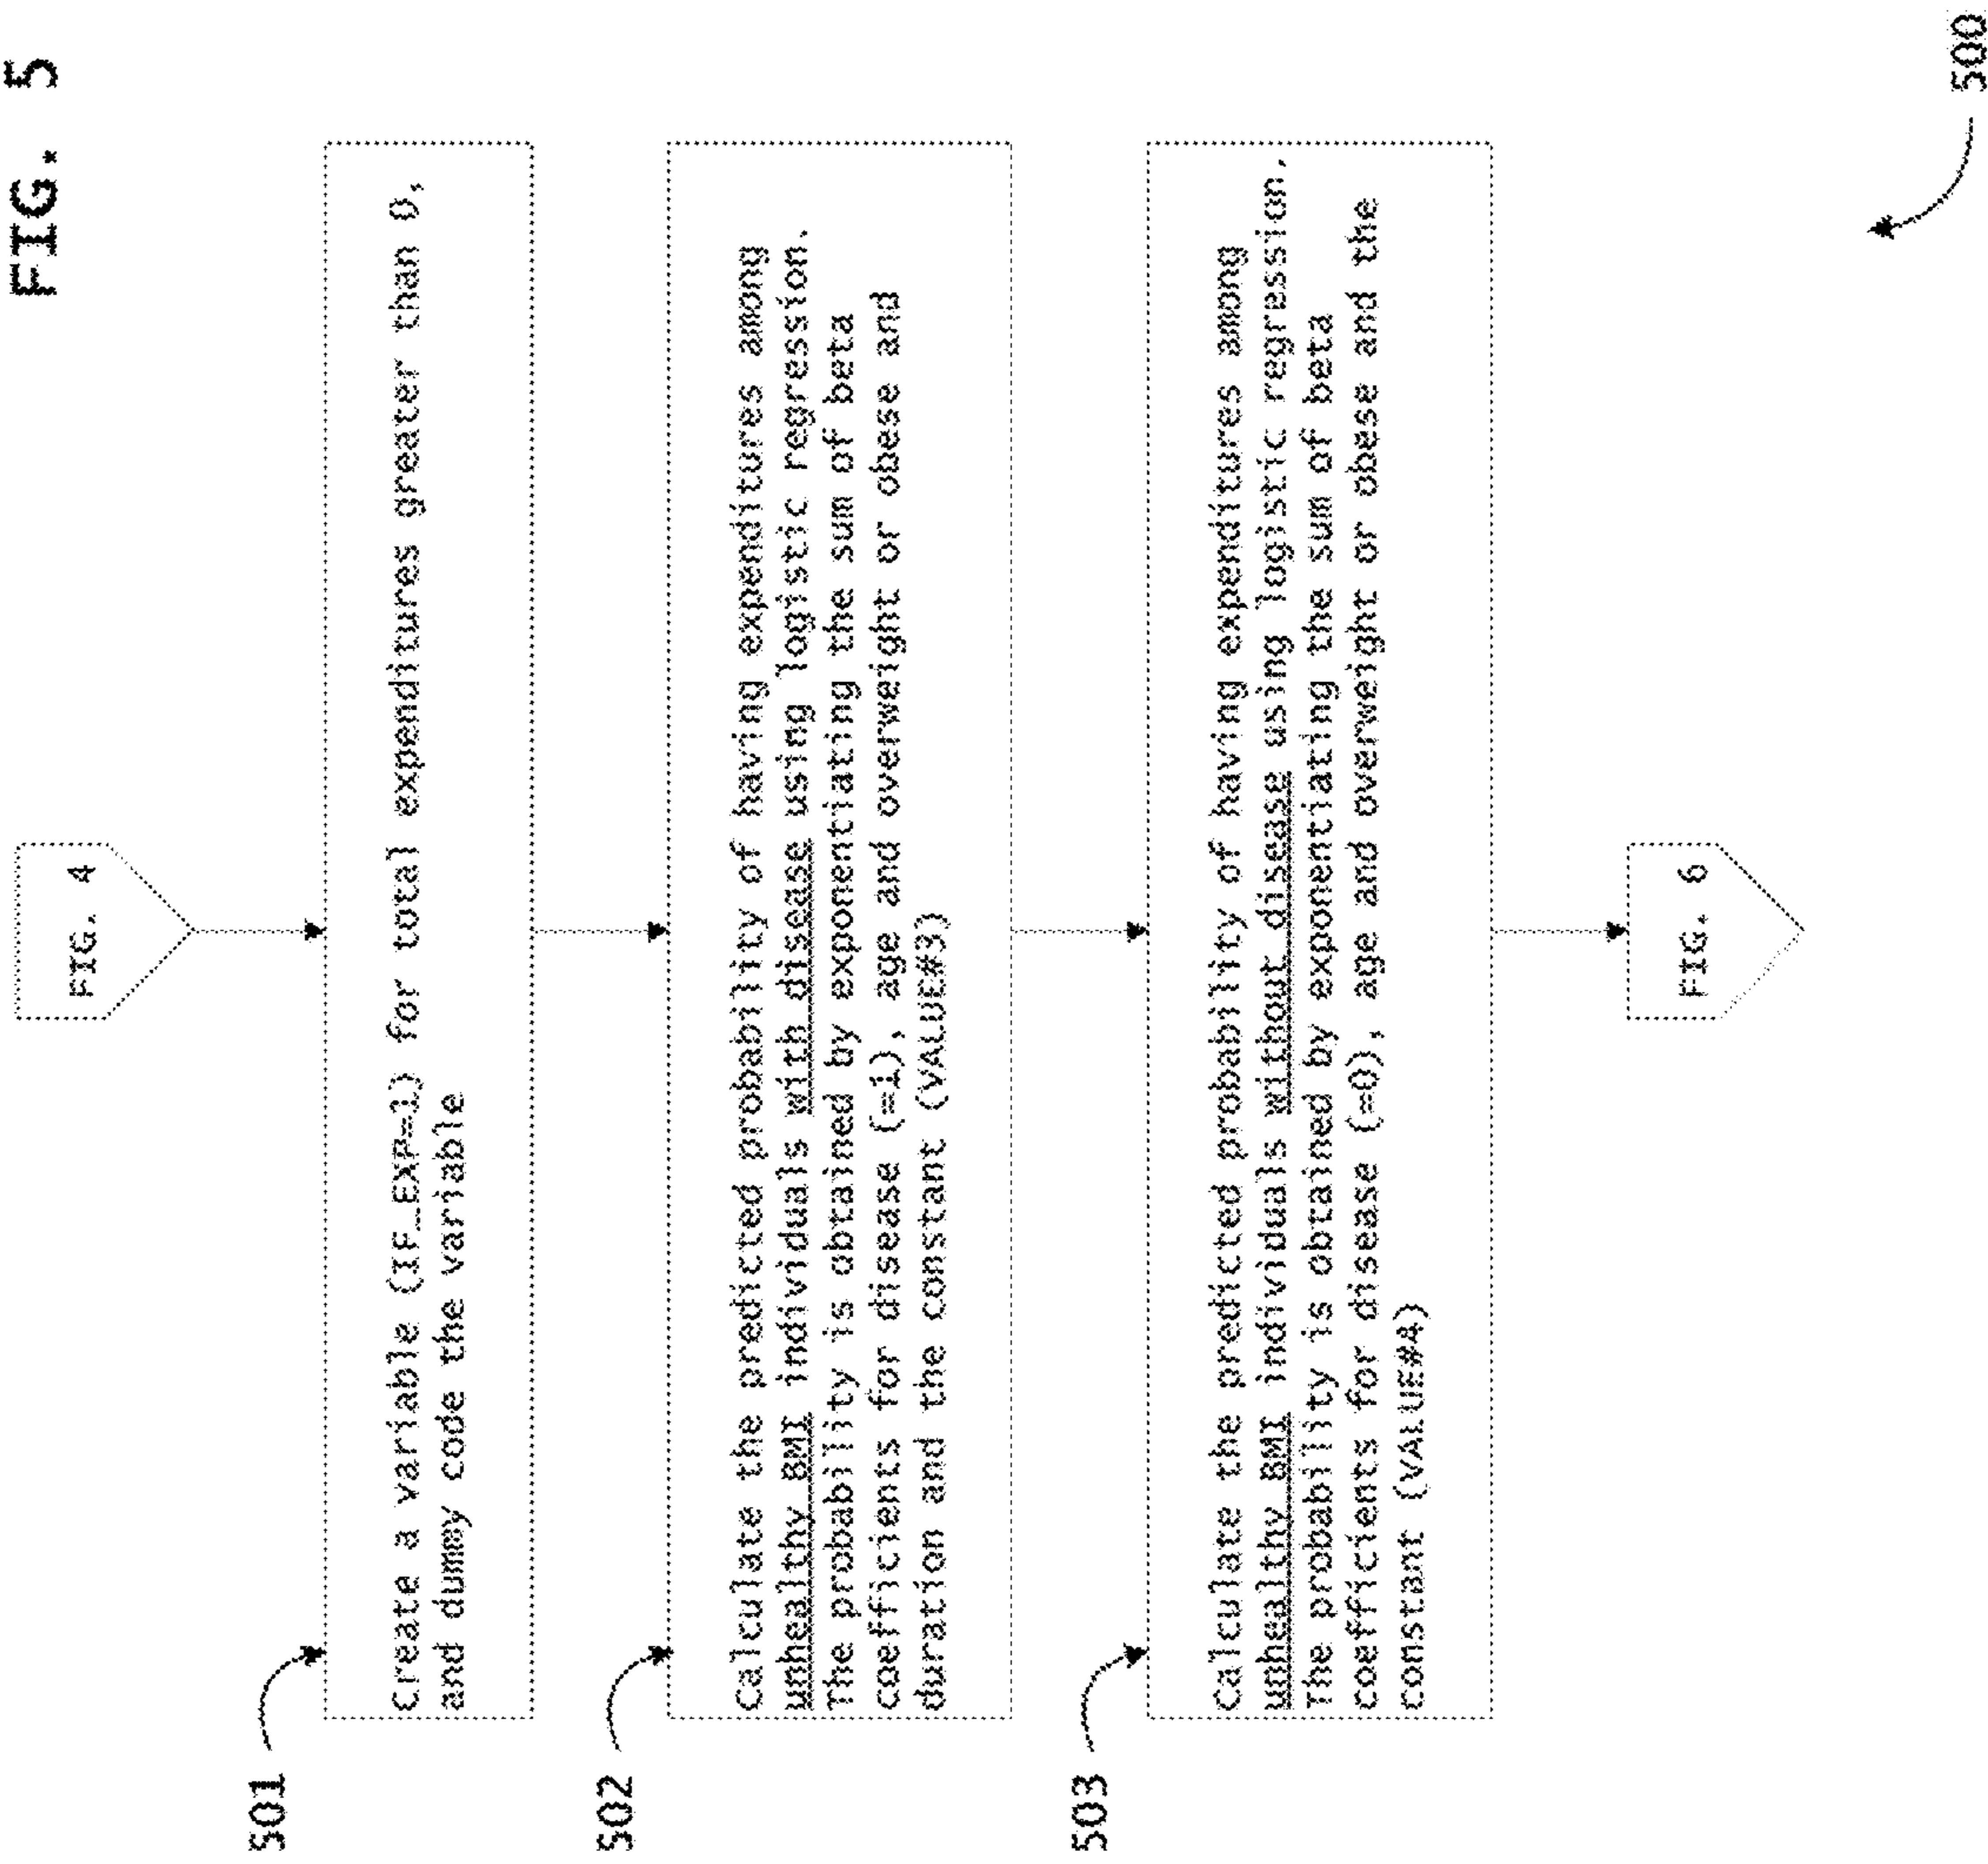 FIG. 5
FIG. 4
501
Create a variable (IF_EXP=1) for total expenditures greater than 0,
and dummy code the variable
502
Calculate the predicted probability of having expenditures among
unhealthy BMI individuals with disease using logistic regression.
The probability is obtained by exponentiating the sum of beta
coefficients for disease (=1), age and overweight or obese and
duration and the constant (VALUE#3)
503
Calculate the predicted probability of having expenditures among
unhealthy BMI individuals without disease using logistic regression.
The probability is obtained by exponentiating the sum of beta
coefficients for disease (=0), age and overweight or obese and the
constant (VALUE#4)
FIG. 6
500